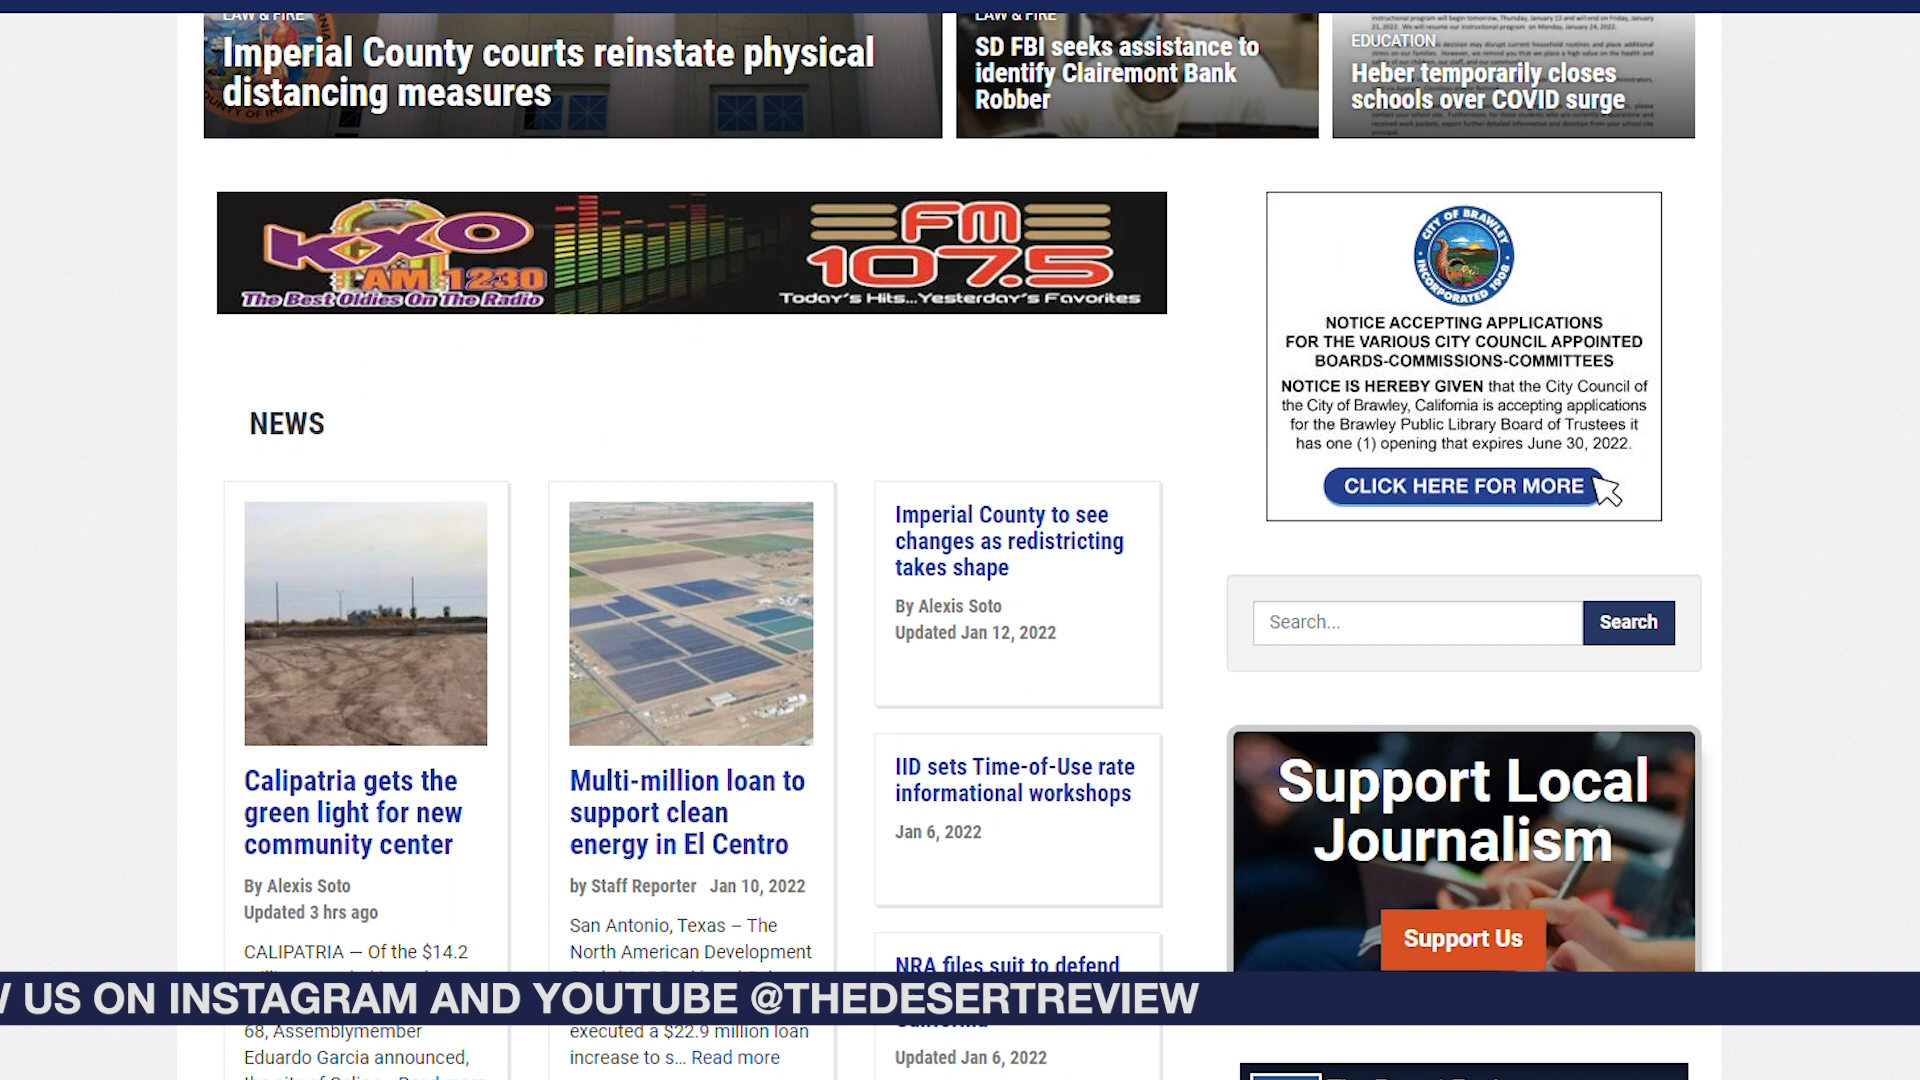 LAW & FIRE
Imperial County courts reinstate physical
distancing measures
LAW & FIRE
SD FBI seeks assistance to
identify Clairemont Bank
Robber
EDUCATION
Heber temporarily closes
schools over COVID surge
KXO
AM 1230
The Best Oldies On The Radio
FM
107.5
Today's Hits...Yesterday's Favorites
CITY OF BRAWLEY
INCORPORATED 1908
NOTICE ACCEPTING APPLICATIONS
FOR THE VARIOUS CITY COUNCIL APPOINTED
BOARDS-COMMISSIONS-COMMITTEES
NOTICE IS HEREBY GIVEN that the City Council of
the City of Brawley, California is accepting applications
for the Brawley Public Library Board of Trustees it
has one (1) opening that expires June 30, 2022.
CLICK HERE FOR MORE
NEWS
Calipatria gets the
green light for new
community center
By Alexis Soto
Updated 3 hrs ago
CALIPATRIA — Of the $14.2
68, Assemblymember
Eduardo Garcia announced,
Multi-million loan to
support clean
energy in El Centro
by Staff Reporter Jan 10, 2022
San Antonio, Texas – The
North American Development
executed a $22.9 million loan
increase to s... Read more
Imperial County to see
changes as redistricting
takes shape
By Alexis Soto
Updated Jan 12, 2022
IID sets Time-of-Use rate
informational workshops
Jan 6, 2022
NRA files suit to defend
Updated Jan 6, 2022
Search...
Search
Support Local
Journalism
Support Us
US ON INSTAGRAM AND YOUTUBE @THEDESERTREVIEW